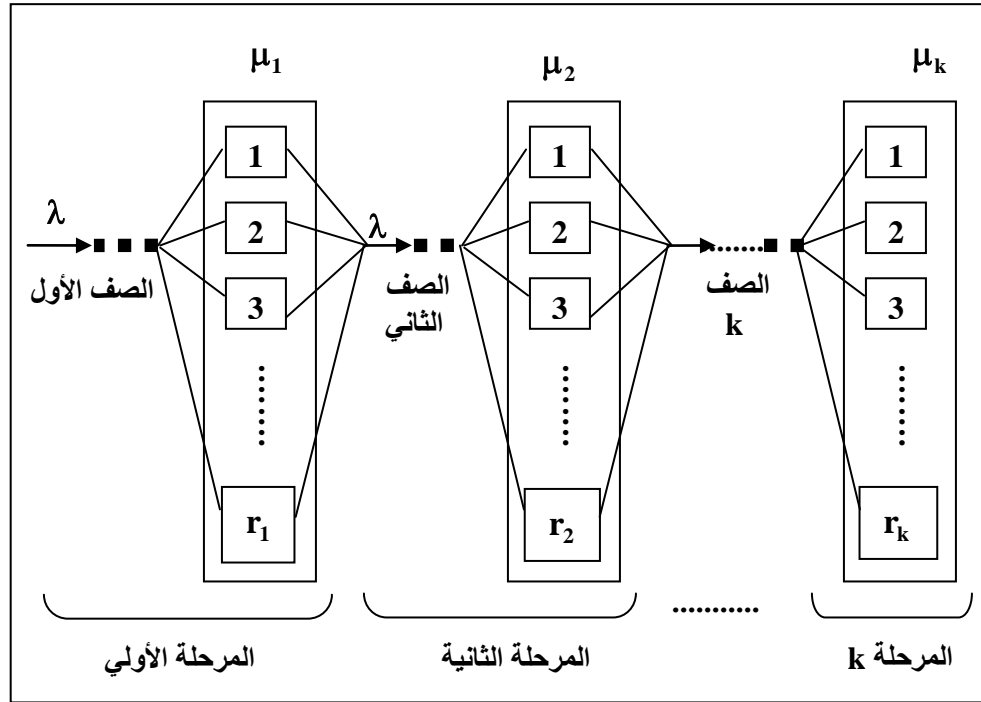 μ₁
μ₂
μₖ
1
1
1
λ
2
λ
2
2
الصف الأول
الصف
الثاني
الصف
k
3
3
3
r₁
r₂
rₖ
المرحلة الأولي
المرحلة الثانية
المرحلة k